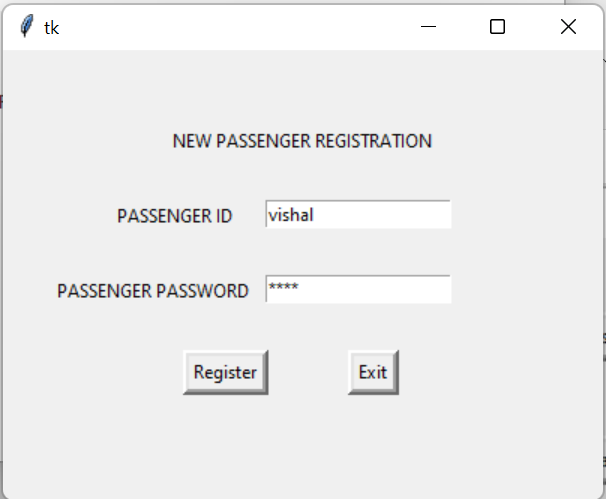 tk
NEW PASSENGER REGISTRATION
PASSENGER ID vishal
PASSENGER PASSWORD ****
Register Exit